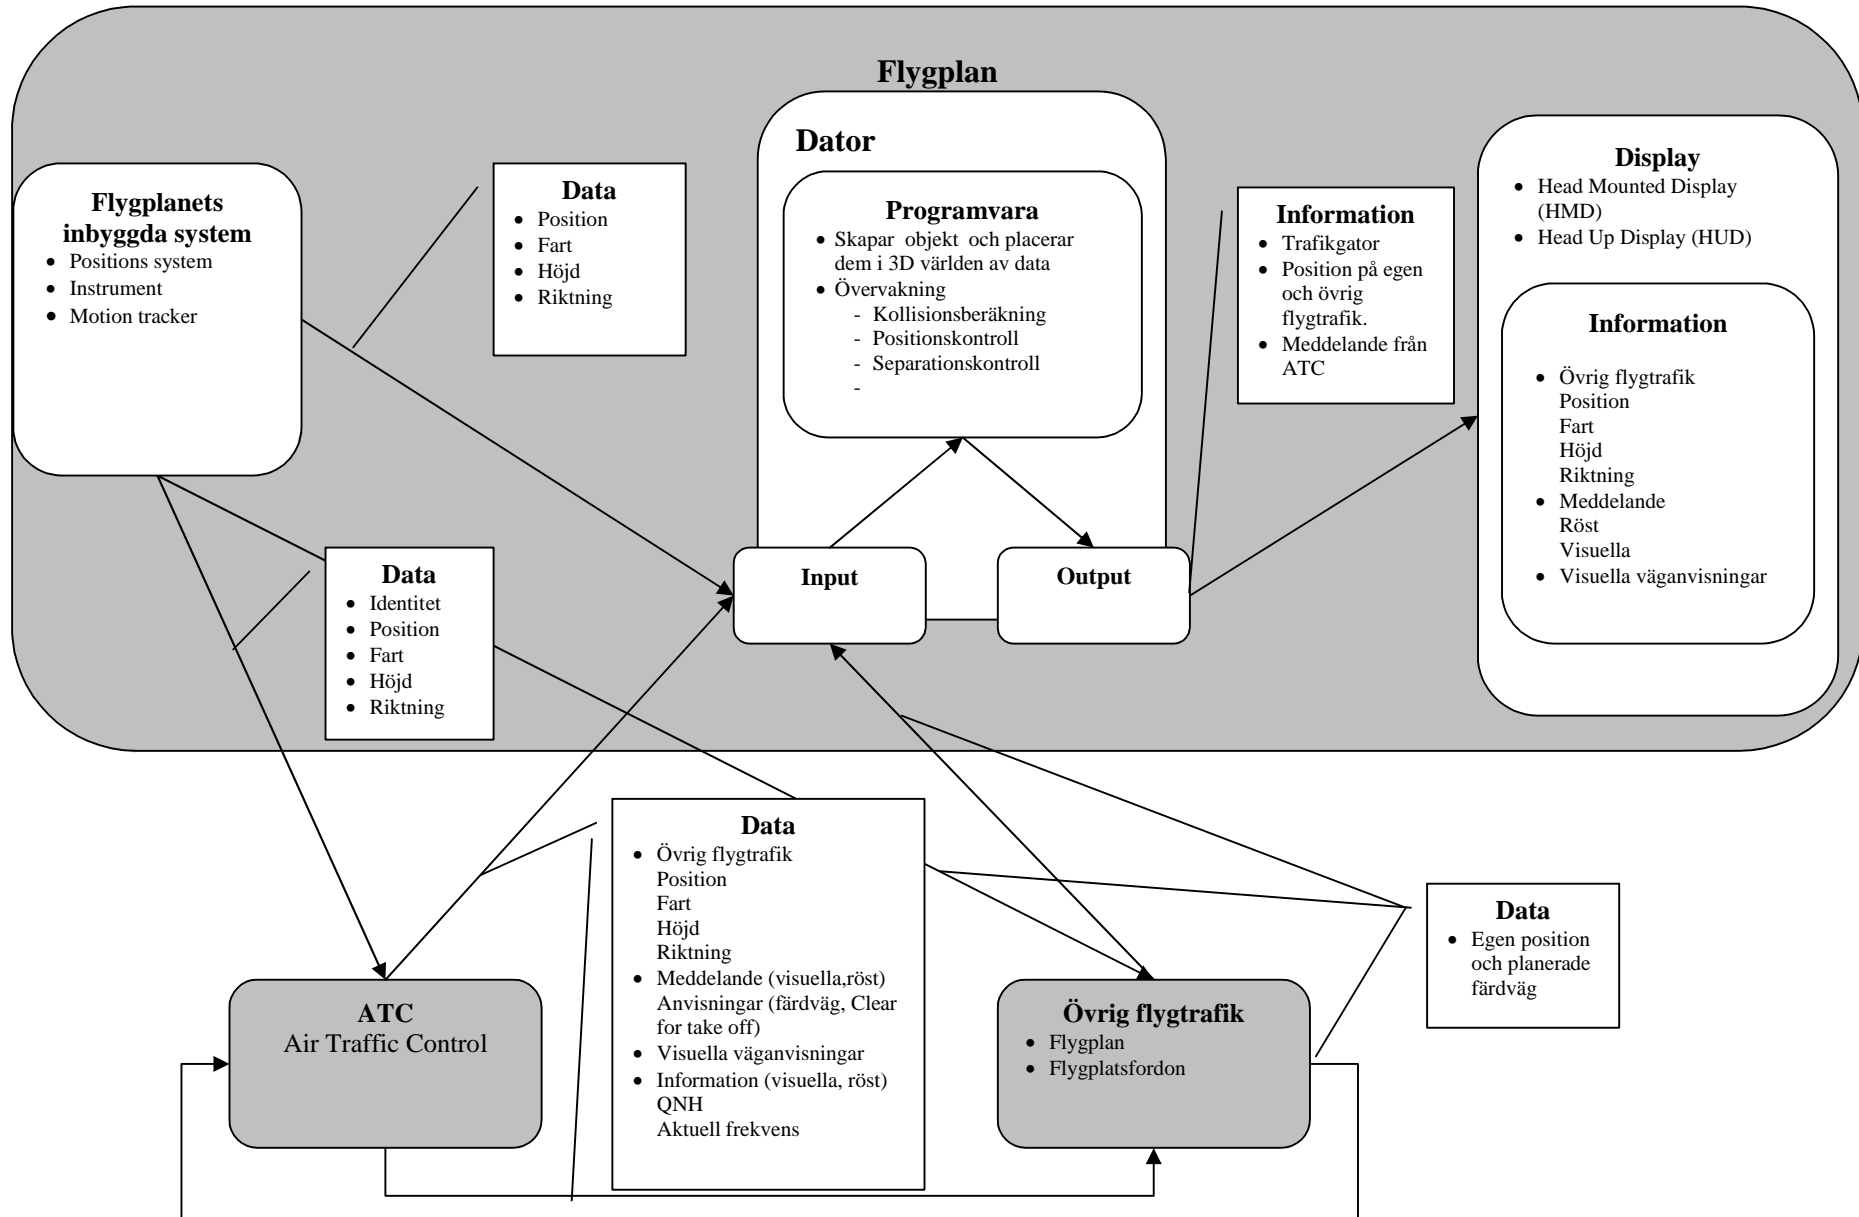 Flygplan
Dator
Flygplanets
inbyggda system
• Positions system
• Instrument
• Motion tracker
Data
• Position
• Fart
• Höjd
• Riktning
Programvara
• Skapar objekt och placerar
dem i 3D världen av data
• Övervakning
- Kollisionsberäkning
- Positionskontroll
- Separationskontroll
-
Information
• Trafikgator
• Position på egen
och övrig
flygtrafik.
• Meddelande från
ATC
Display
• Head Mounted Display
(HMD)
• Head Up Display (HUD)
Information
• Övrig flygtrafik
Position
Fart
Höjd
Riktning
• Meddelande
Röst
Visuella
• Visuella väganvisningar
Data
• Identitet
• Position
• Fart
• Höjd
• Riktning
Input
Output
Data
• Övrig flygtrafik
Position
Fart
Höjd
Riktning
• Meddelande (visuella,röst)
Anvisningar (färdväg, Clear
for take off)
• Visuella väganvisningar
• Information (visuella, röst)
QNH
Aktuell frekvens
Data
• Egen position
och planerade
färdväg
ATC
Air Traffic Control
Övrig flygtrafik
• Flygplan
• Flygplatsfordon